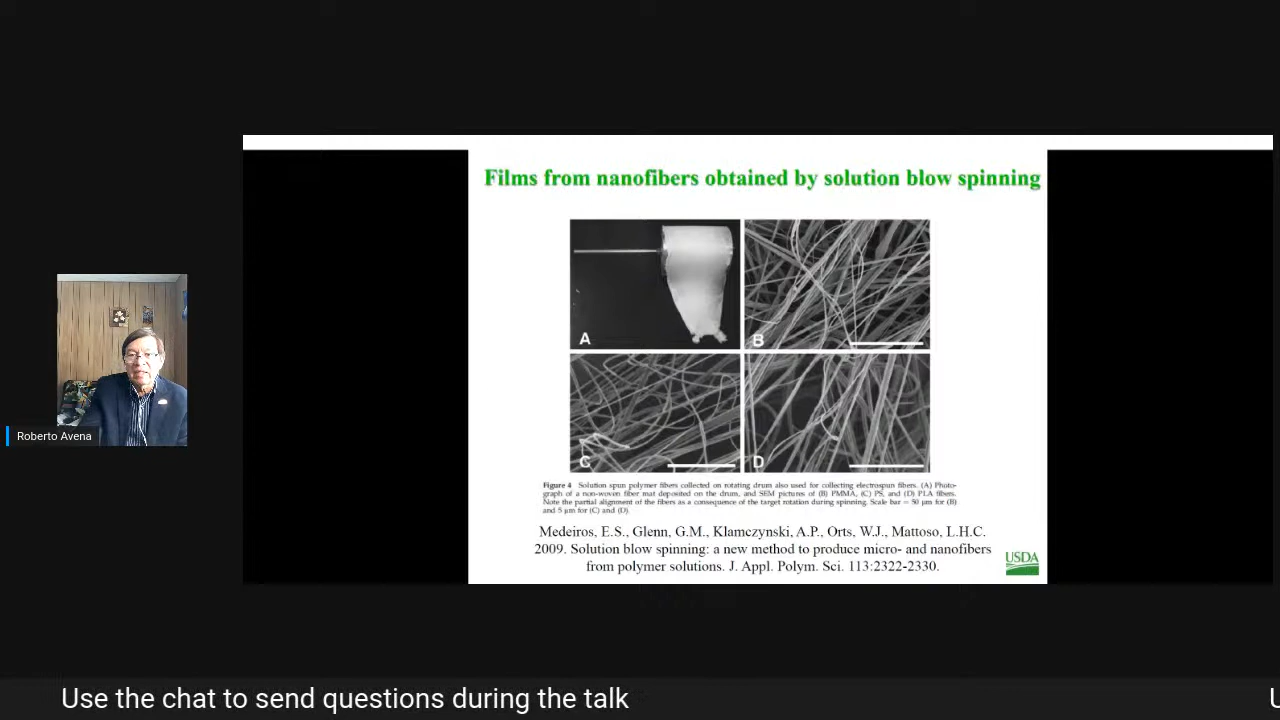 Films from nanofibers obtained by solution blow spinning
A
B
C
D
Figure 4 Solution spun polymer fibers collected on rotating drum also used for collecting electrospun fibers. (A) Photo-
graph of a non-woven fiber mat deposited on the drum, and SEM pictures of (B) PMMA, (C) PS, and (D) PLA fibers.
Note the partial alignment of the fibers as a consequence of the target rotation during spinning. Scale bar = 50 μm for (B)
and 5 μm for (C) and (D).
Medeiros, E.S., Glenn, G.M., Klamczynski, A.P., Orts, W.J., Mattoso, L.H.C.
2009. Solution blow spinning: a new method to produce micro- and nanofibers
from polymer solutions. J. Appl. Polym. Sci. 113:2322-2330.
USDA
Roberto Avena
Use the chat to send questions during the talk